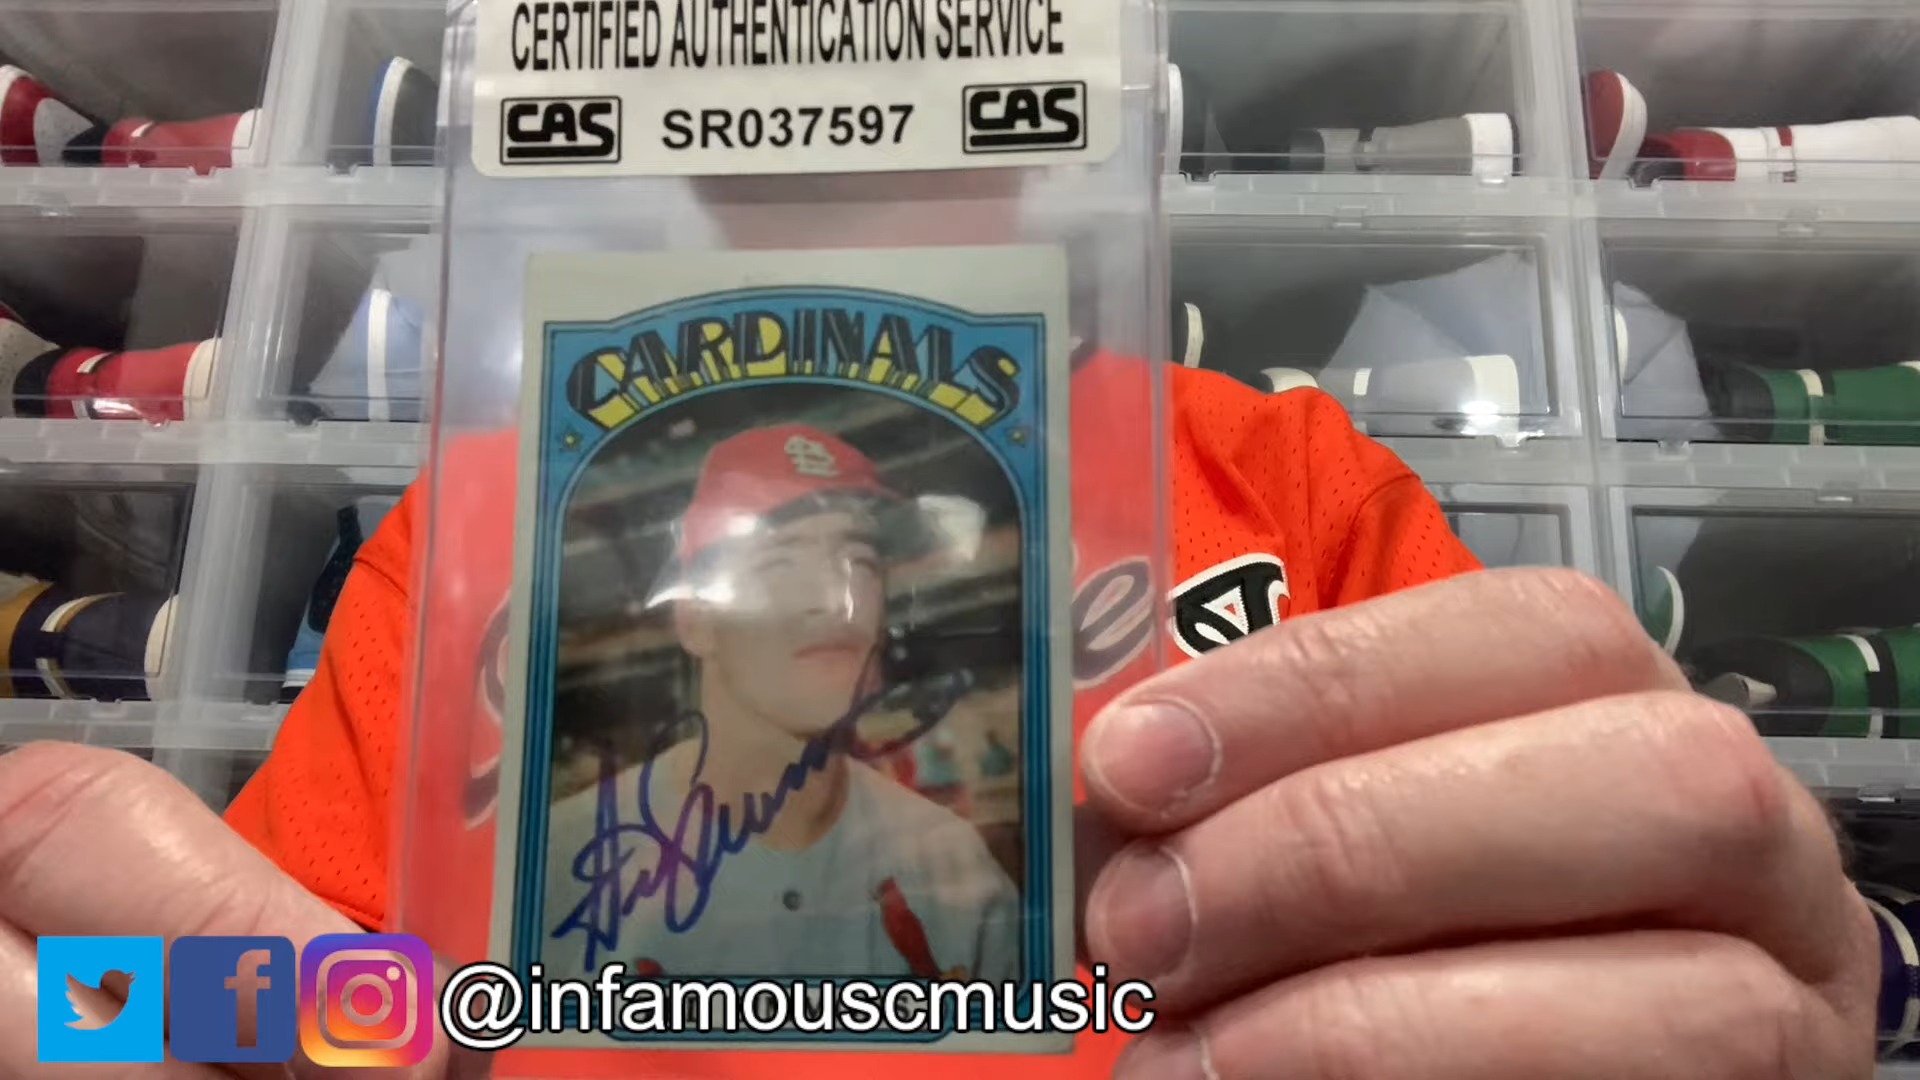 CERTIFIED AUTHENTICATION SERVICE
CAS SR037597 CAS
CARDINALS
@infamouscmusic